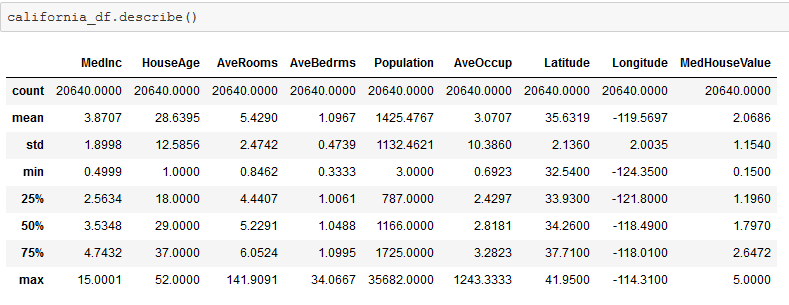 california_df.describe()
MedInc HouseAge AveRooms AveBedrms Population AveOccup Latitude Longitude MedHouseValue
count 20640.0000 20640.0000 20640.0000 20640.0000 20640.0000 20640.0000 20640.0000 20640.0000 20640.0000
mean 3.8707 28.6395 5.4290 1.0967 1425.4767 3.0707 35.6319 -119.5697 2.0686
std 1.8998 12.5856 2.4742 0.4739 1132.4621 10.3860 2.1360 2.0035 1.1540
min 0.4999 1.0000 0.8462 0.3333 3.0000 0.6923 32.5400 -124.3500 0.1500
25% 2.5634 18.0000 4.4407 1.0061 787.0000 2.4297 33.9300 -121.8000 1.1960
50% 3.5348 29.0000 5.2291 1.0488 1166.0000 2.8181 34.2600 -118.4900 1.7970
75% 4.7432 37.0000 6.0524 1.0995 1725.0000 3.2823 37.7100 -118.0100 2.6472
max 15.0001 52.0000 141.9091 34.0667 35682.0000 1243.3333 41.9500 -114.3100 5.0000